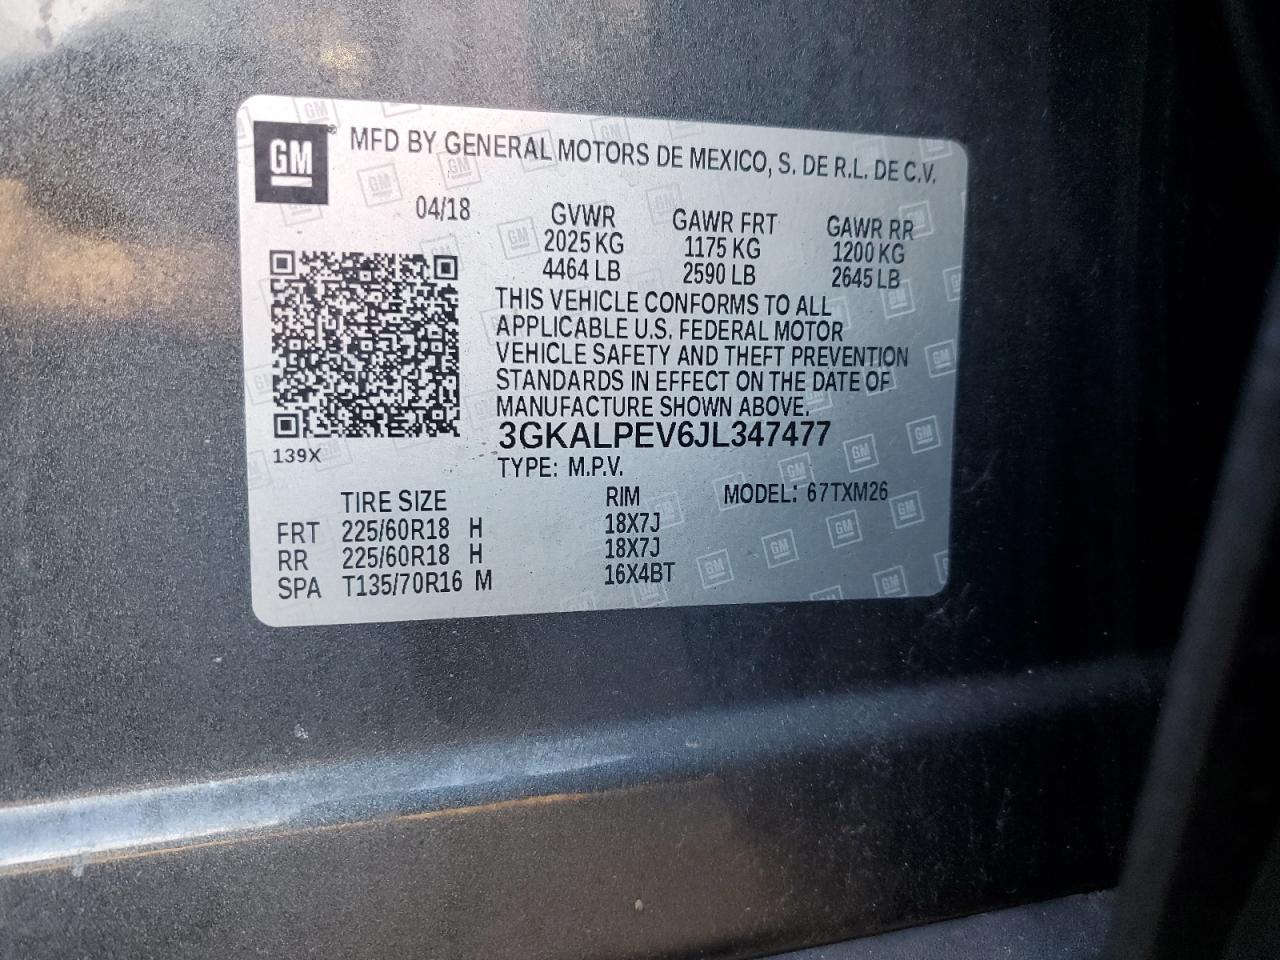 GM
MFD BY GENERAL MOTORS DE MEXICO, S. DE R.L. DE C.V.
04/18
GVWR GAWR FRT GAWR RR
2025 KG 1175 KG 1200 KG
4464 LB 2590 LB 2645 LB
THIS VEHICLE CONFORMS TO ALL
APPLICABLE U.S. FEDERAL MOTOR
VEHICLE SAFETY AND THEFT PREVENTION
STANDARDS IN EFFECT ON THE DATE OF
MANUFACTURE SHOWN ABOVE.
3GKALPEV6JL347477
139X
TYPE: M.P.V.
TIRE SIZE RIM MODEL: 67TXM26
FRT 225/60R18 H 18X7J
RR 225/60R18 H 18X7J
SPA T135/70R16 M 16X4BT